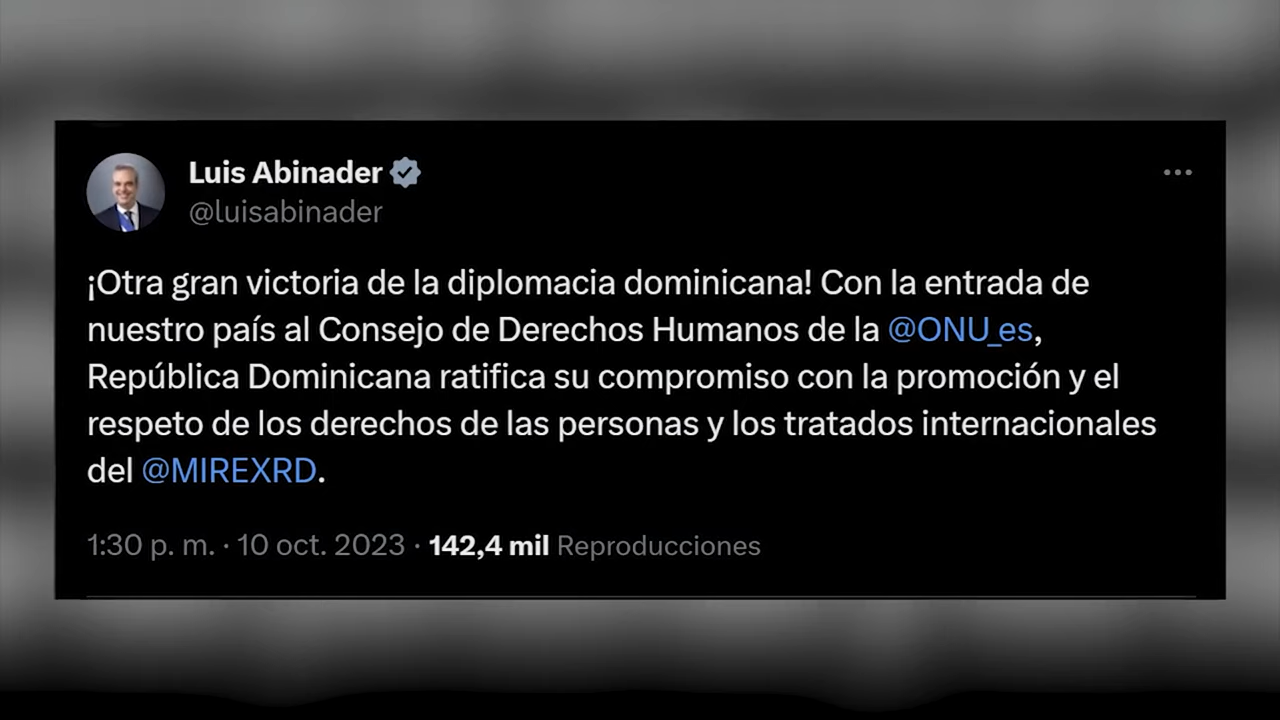 Luis Abinader
@luisabinader
¡Otra gran victoria de la diplomacia dominicana! Con la entrada de
nuestro país al Consejo de Derechos Humanos de la @ONU_es,
República Dominicana ratifica su compromiso con la promoción y el
respeto de los derechos de las personas y los tratados internacionales
del @MIREXRD.
1:30 p. m. · 10 oct. 2023 · 142,4 mil Reproducciones